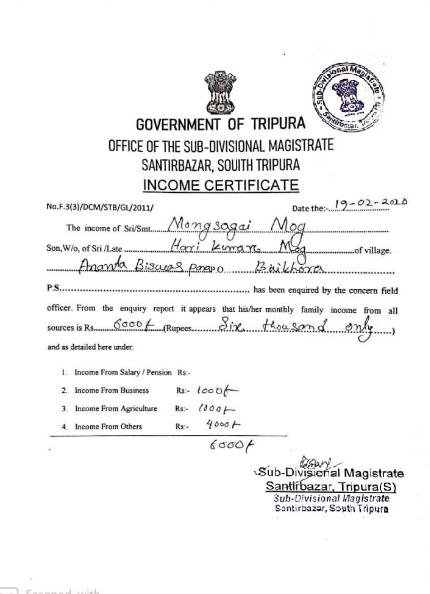 Sub-Divisional Magistrate
GOVERNMENT OF TRIPURA
OFFICE OF THE SUB-DIVISIONAL MAGISTRATE
SANTIRBAZAR, SOUITH TRIPURA
INCOME CERTIFICATE
No.F.3(3)/DCM/STB/GL/2011/ Date the:- 19-02-2020
The income of Sri/Smt. Mongsagai Mog
Son,W/o, of Sri /Late Hari Kumar Mog of village.
Ananta Biswas para P.O Baikhora
P.S. has been enquired by the concern field
officer. From the enquiry report it appears that his/her monthly family income from all
sources is Rs. 6000/- (Rupees. Six thousand only )
and as detailed here under:
1. Income From Salary / Pension Rs:-
2. Income From Business Rs:- 1000/-
3. Income From Agriculture Rs:- 1000/-
4. Income From Others Rs:- 4000/-
6000/-
Sub-Divisional Magistrate
Santirbazar, Tripura(S)
Sub-Divisional Magistrate
Santirbazar, South Tripura
Scanned with